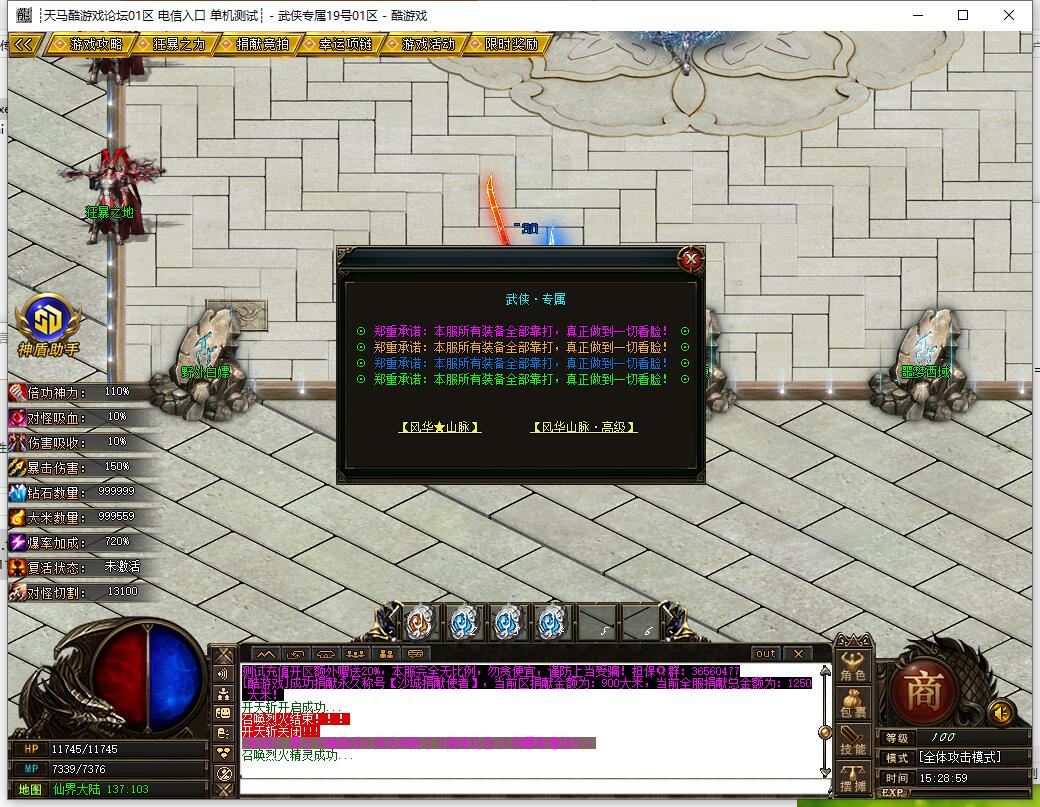 天马酷游戏论坛01区 电信入口 单机测试 - 武侠专属19号01区 - 酷游戏
游戏攻略
狂暴之力
捐献竞拍
幸运项链
游戏活动
限时奖励
狂暴之地
-30
神盾助手
野外自嫖
噩梦西域
武侠·专属
郑重承诺：本服所有装备全部靠打，真正做到一切看脸！
郑重承诺：本服所有装备全部靠打，真正做到一切看脸！
郑重承诺：本服所有装备全部靠打，真正做到一切看脸！
郑重承诺：本服所有装备全部靠打，真正做到一切看脸！
【风华★山脉】 【风华山脉·高级】
倍功神力： 110%
对怪吸血： 10%
伤害吸收： 10%
暴击伤害： 150%
钻石数量： 999999
大米数量： 999559
爆率加成： 720%
复活状态： 未激活
对怪切割： 13100
5 6
out
测试充值开区额外赠送20%，本服完全无比例，勿贪便宜，谨防上当受骗！担保Q群：36560477
【酷游戏】成功捐献永久称号【沙城捐献使者】，当前区捐献金额为：900大米，当前全服捐献总金额为：1250
大米！
开天斩开启成功...
召唤烈火结束!!!!
开天斩关闭!!!
召唤烈火精灵成功...
HP 11745/11745
MP 7339/7376
地图 仙界大陆 137:103
角色
包裹
技能
摆摊
商
等级 100
模式 [全体攻击模式]
时间 15:28:59
EXP